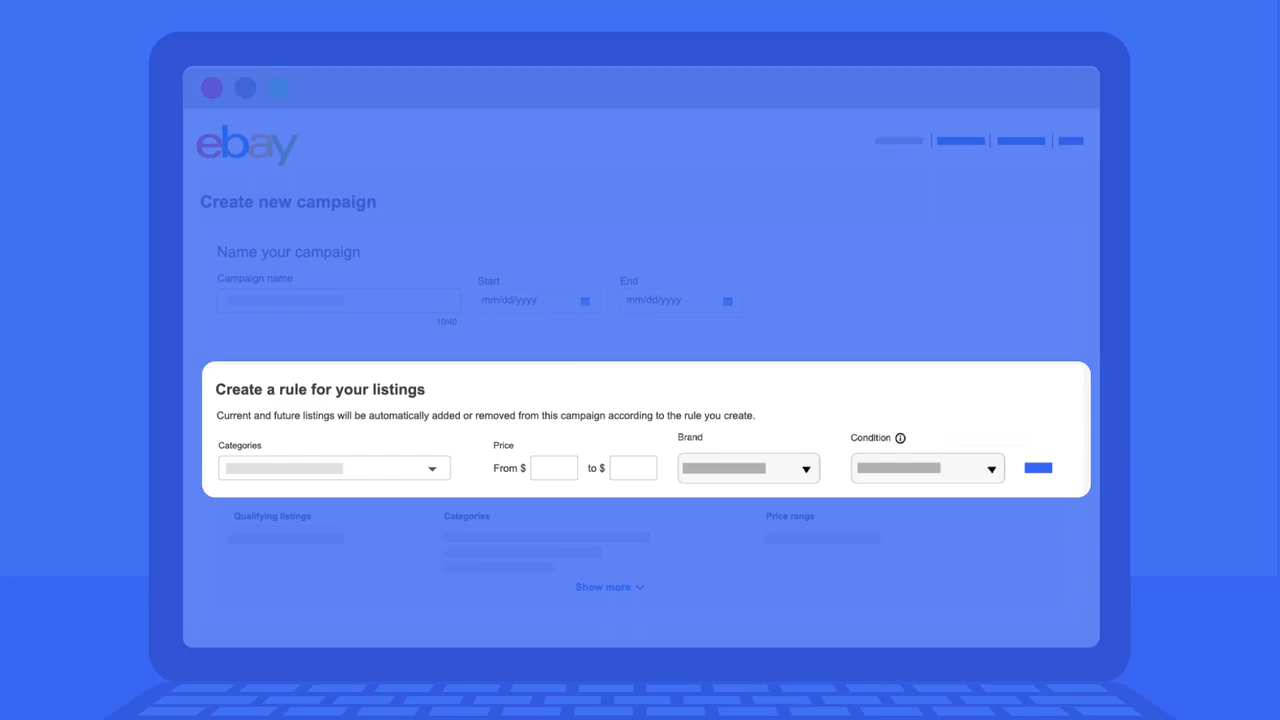 ebay
Create new campaign
Name your campaign
Campaign name
Start
End
mm/dd/yyyy
mm/dd/yyyy
10/40
Create a rule for your listings
Current and future listings will be automatically added or removed from this campaign according to the rule you create.
Categories
Price
Brand
Condition
From $
to $
Qualifying listings
Categories
Price range
Show more